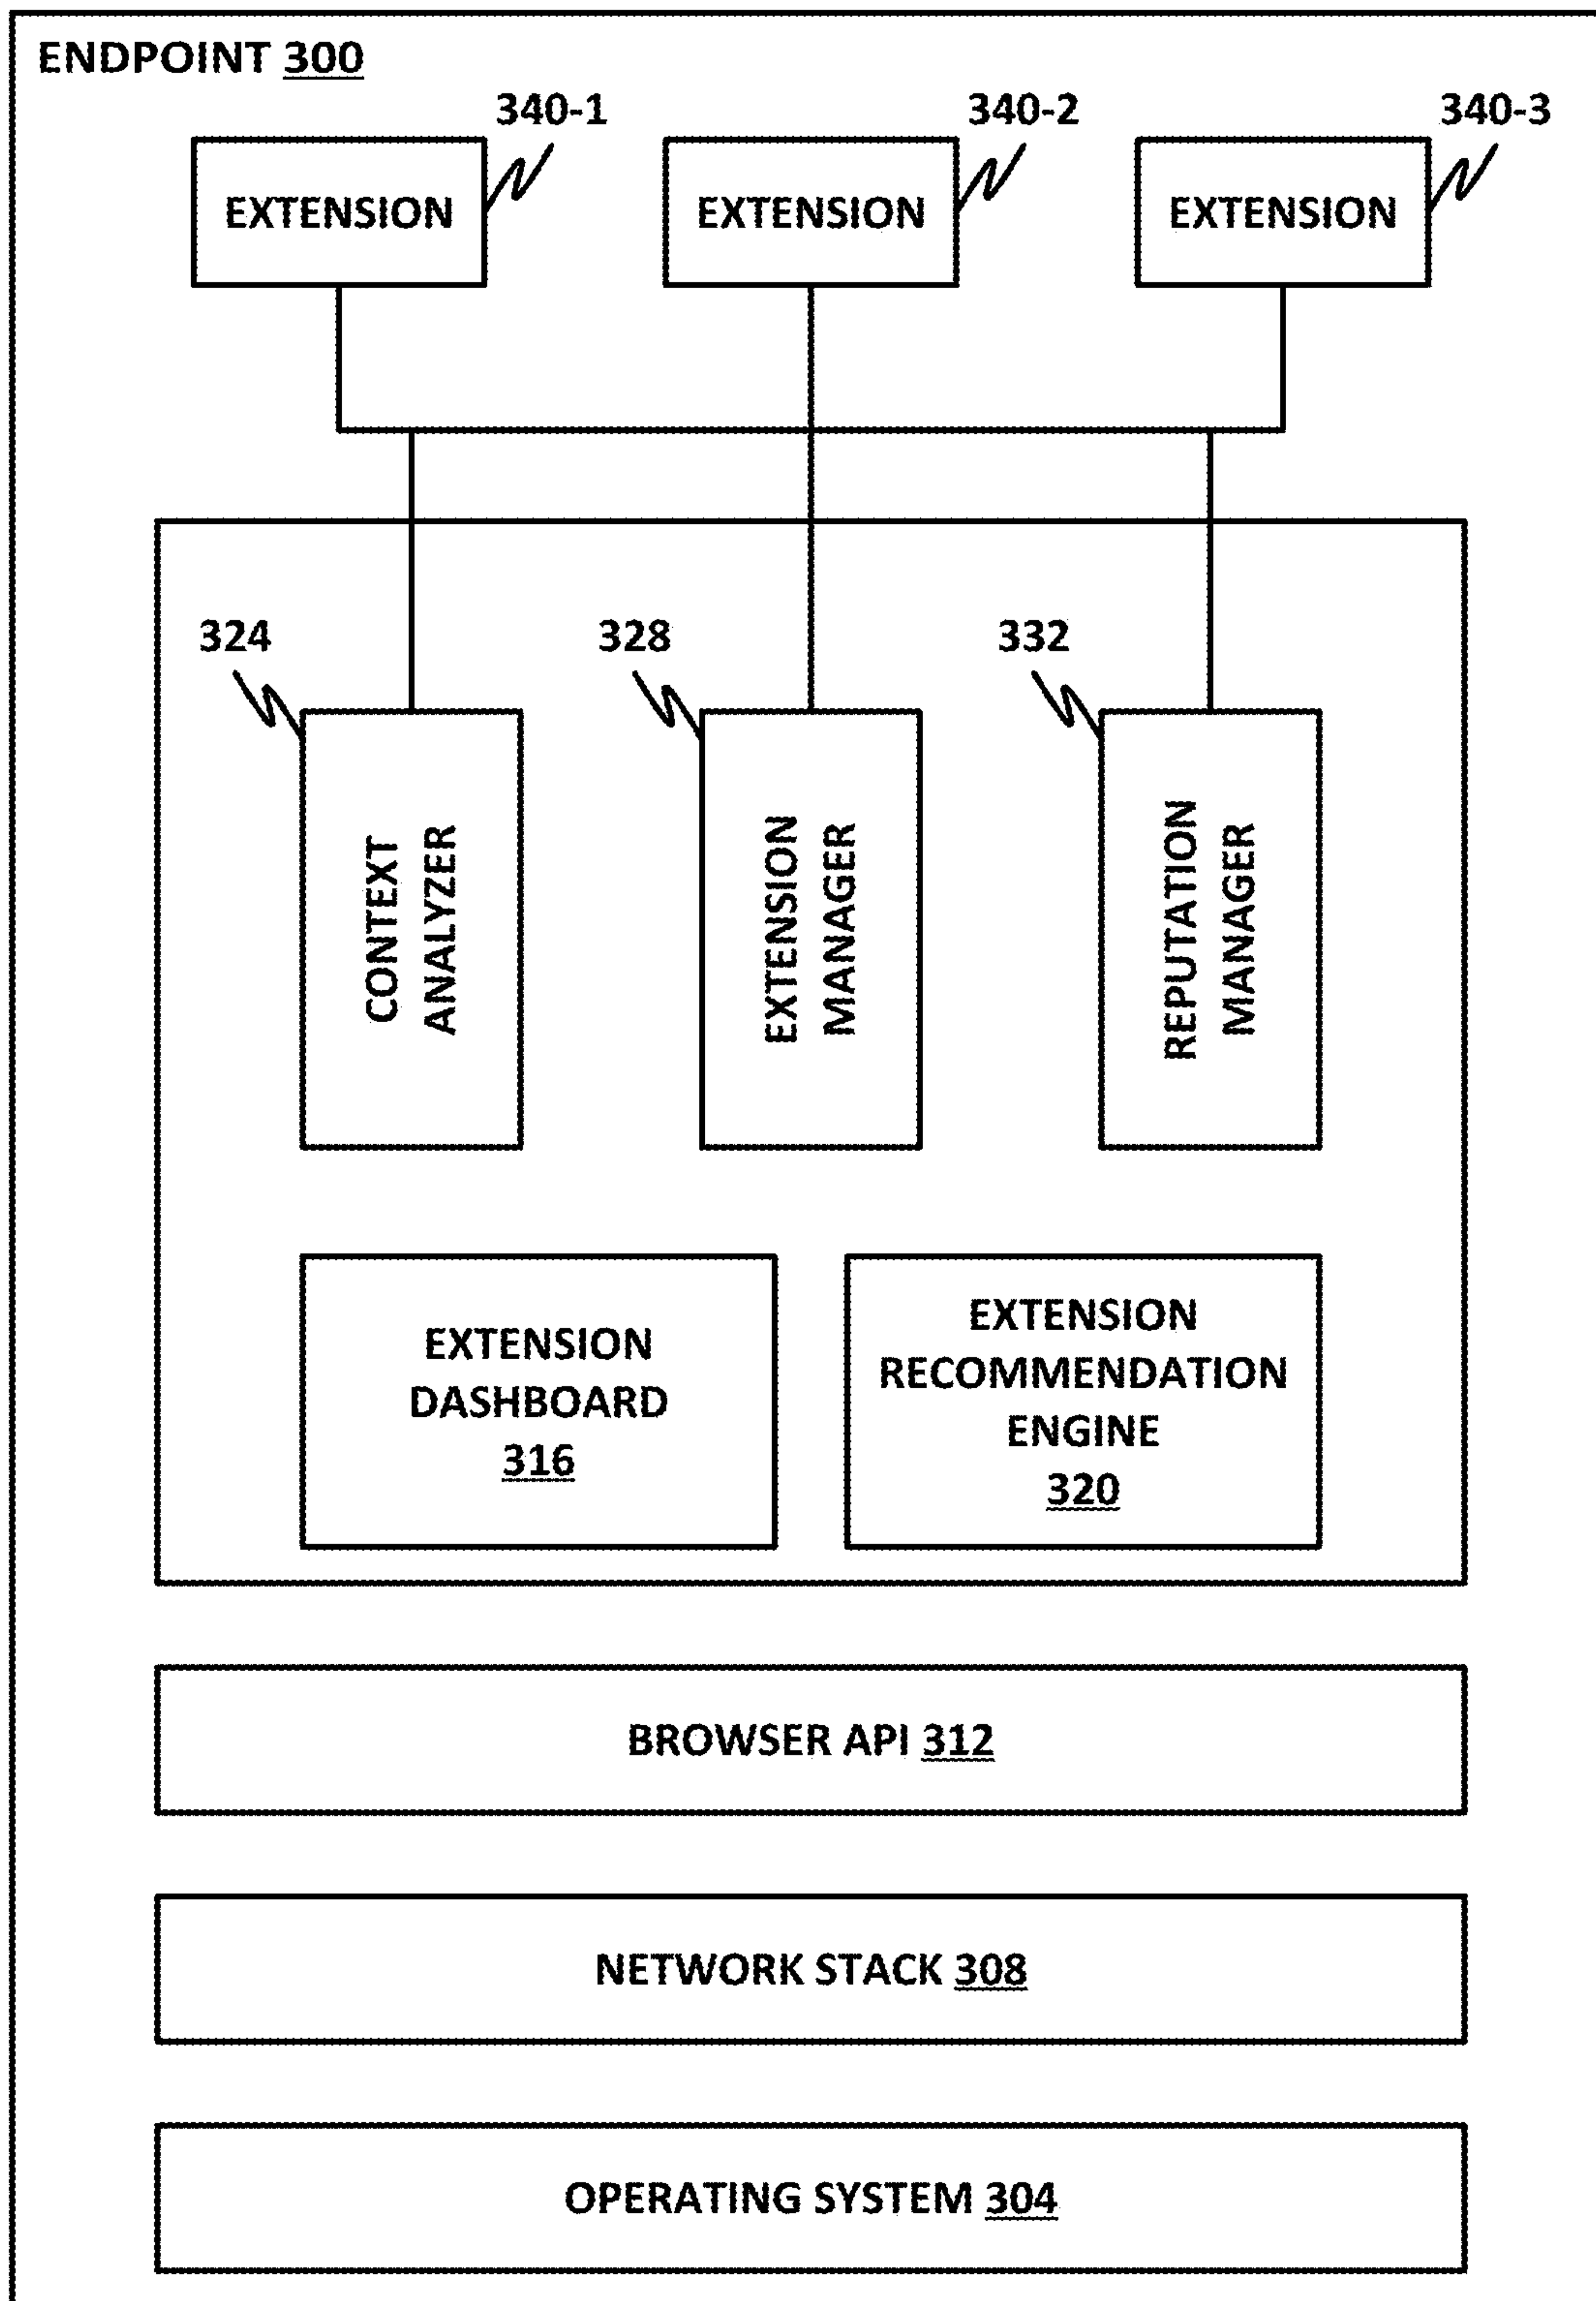 ENDPOINT 300
340-1
340-2
340-3
EXTENSION
EXTENSION
EXTENSION
324
328
332
CONTEXT
ANALYZER
EXTENSION
MANAGER
REPUTATION
MANAGER
EXTENSION
DASHBOARD
316
EXTENSION
RECOMMENDATION
ENGINE
320
BROWSER API 312
NETWORK STACK 308
OPERATING SYSTEM 304